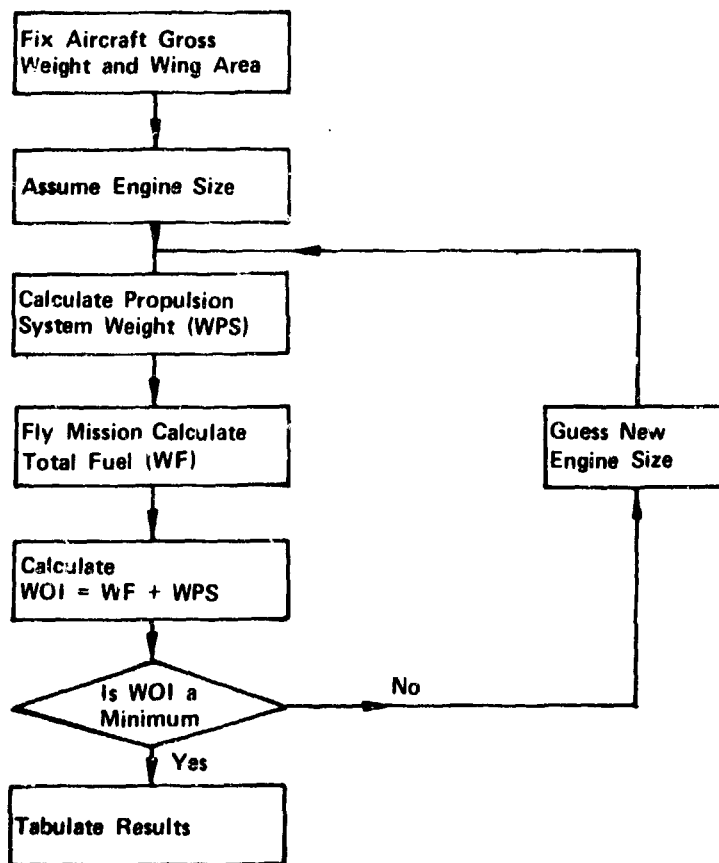 Fix Aircraft Gross
Weight and Wing Area
Assume Engine Size
Calculate Propulsion
System Weight (WPS)
Fly Mission Calculate
Total Fuel (WF)
Guess New
Engine Size
Calculate
WOI = WF + WPS
Is WOI a
Minimum
No
Yes
Tabulate Results